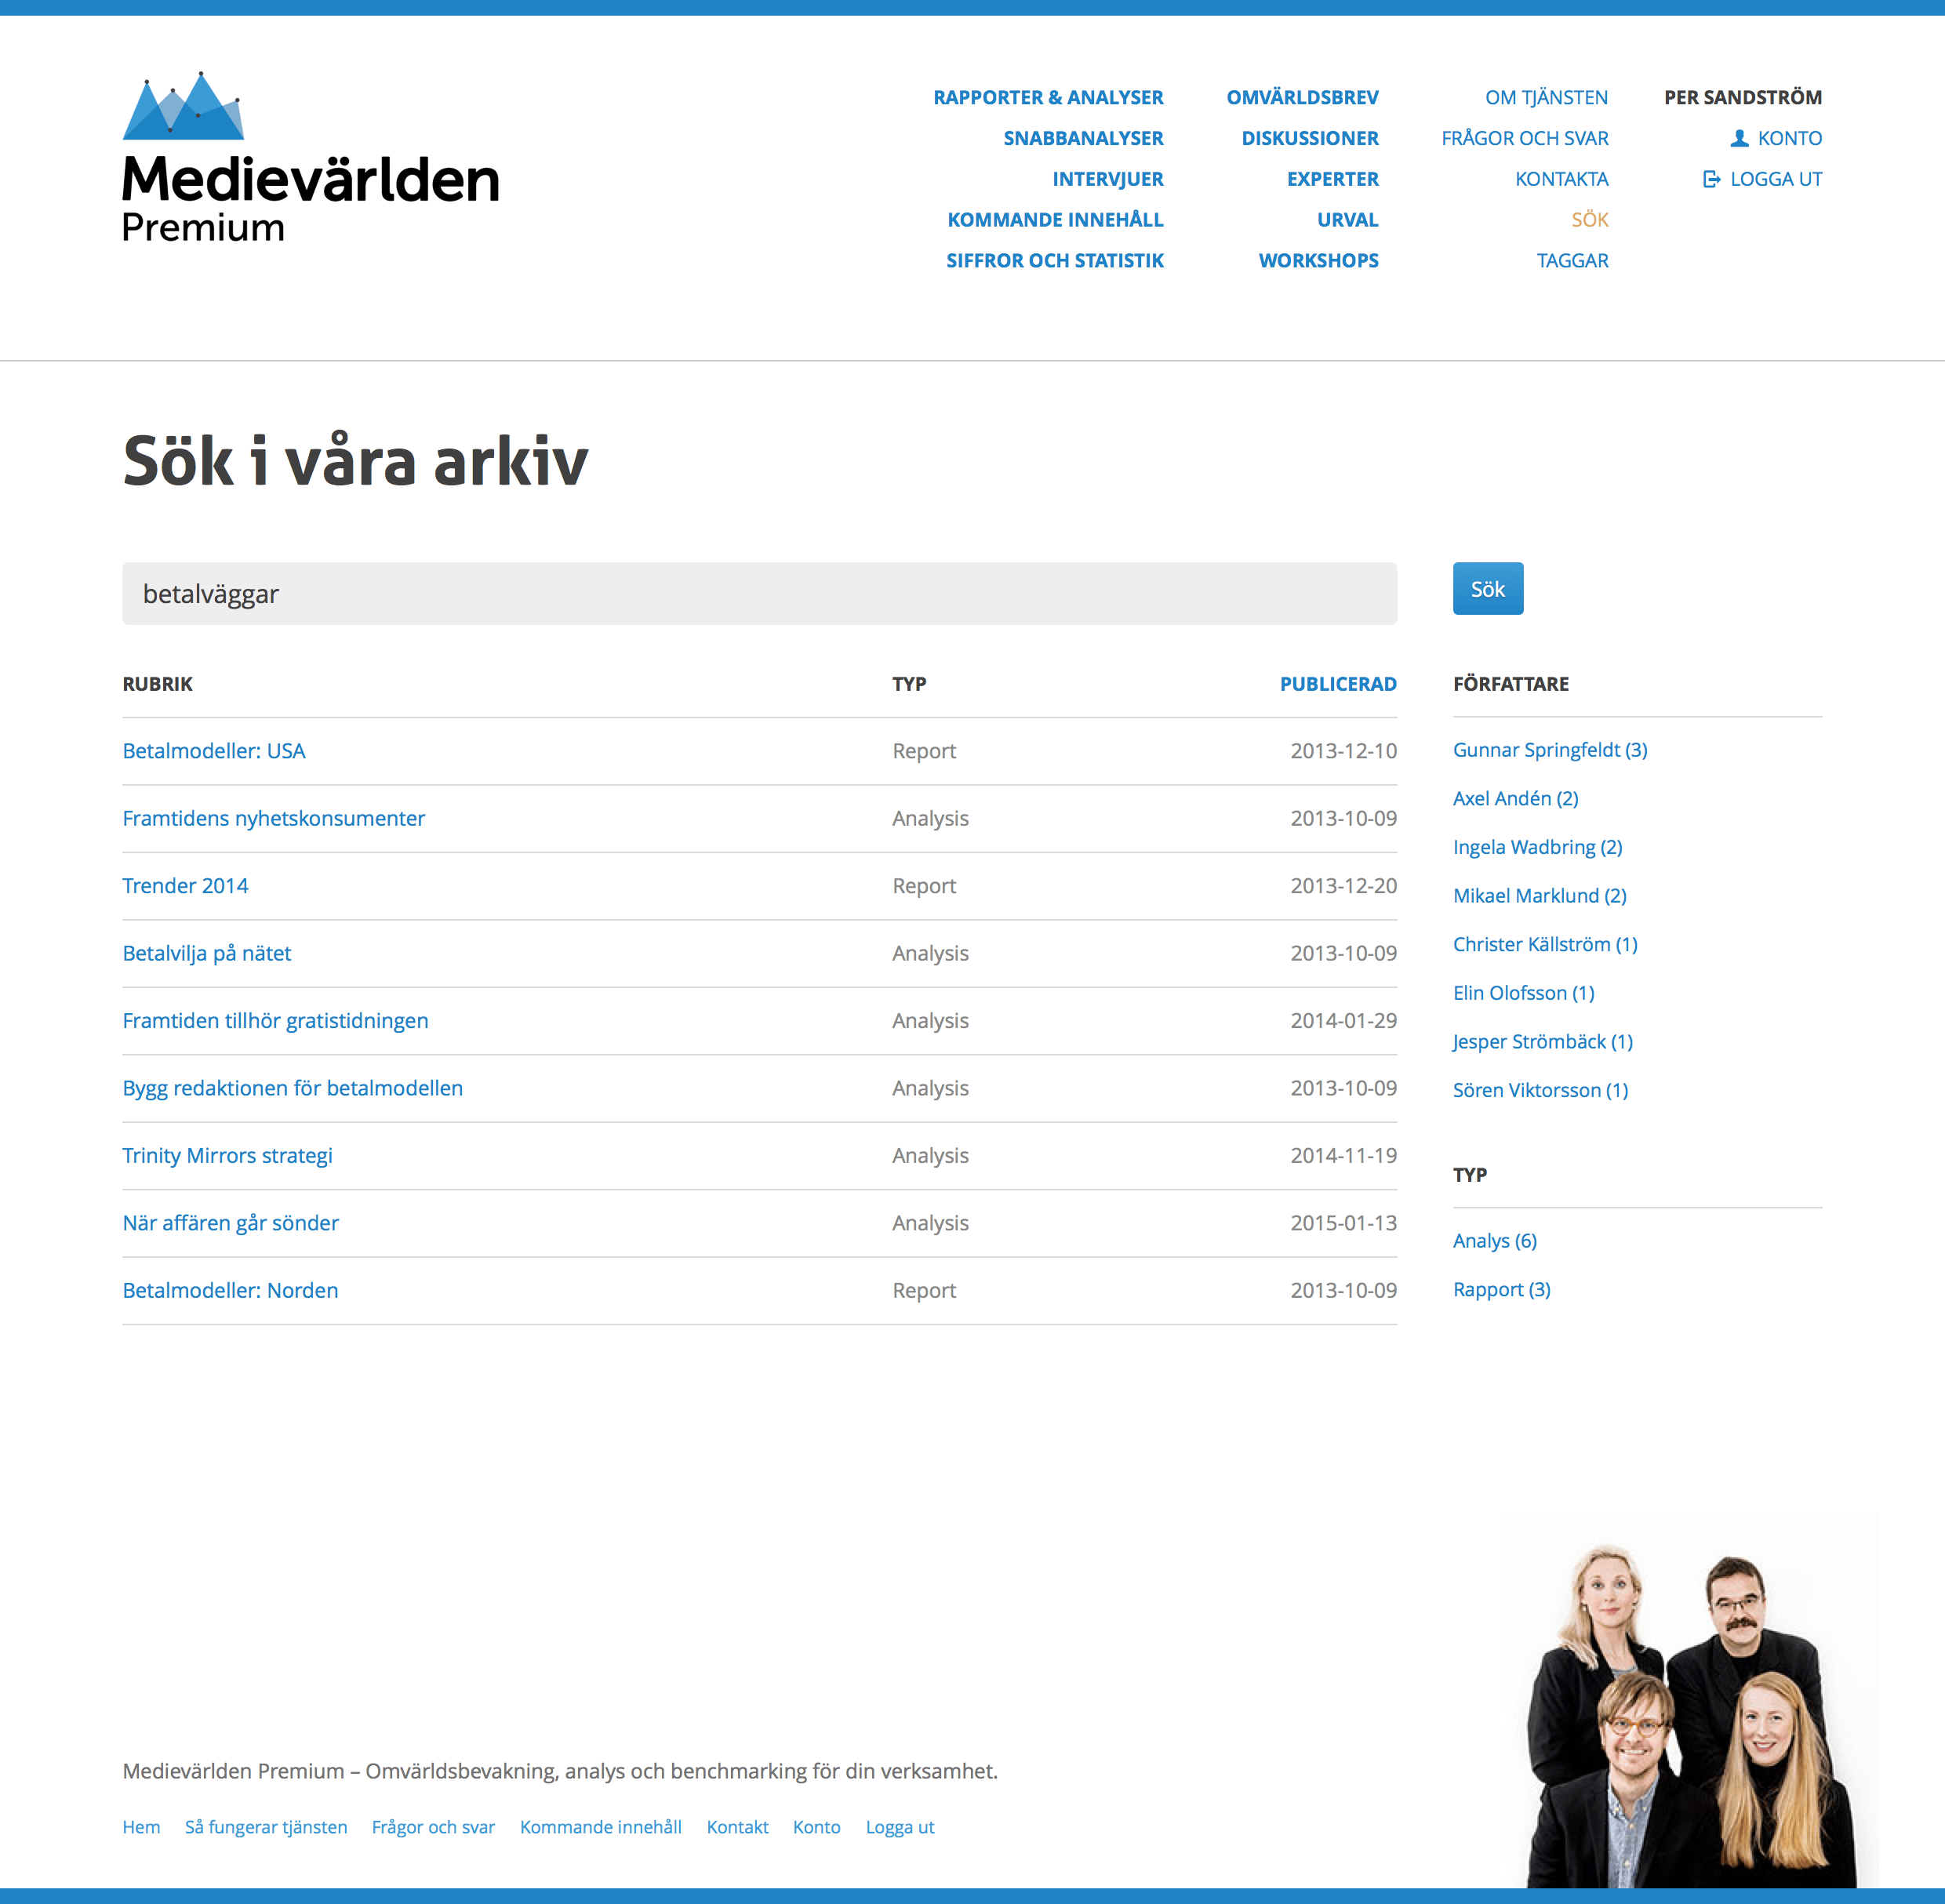 Medievärlden
Premium
RAPPORTER & ANALYSER
SNABBANALYSER
INTERVJUER
KOMMANDE INNEHÅLL
SIFFROR OCH STATISTIK
OMVÄRLDSBREV
DISKUSSIONER
EXPERTER
URVAL
WORKSHOPS
OM TJÄNSTEN
FRÅGOR OCH SVAR
KONTAKTA
SÖK
TAGGAR
PER SANDSTRÖM
KONTO
LOGGA UT
Sök i våra arkiv
betalväggar
Sök
RUBRIK TYP PUBLICERAD
Betalmodeller: USA Report 2013-12-10
Framtidens nyhetskonsumenter Analysis 2013-10-09
Trender 2014 Report 2013-12-20
Betalvilja på nätet Analysis 2013-10-09
Framtiden tillhör gratistidningen Analysis 2014-01-29
Bygg redaktionen för betalmodellen Analysis 2013-10-09
Trinity Mirrors strategi Analysis 2014-11-19
När affären går sönder Analysis 2015-01-13
Betalmodeller: Norden Report 2013-10-09
FÖRFATTARE
Gunnar Springfeldt (3)
Axel Andén (2)
Ingela Wadbring (2)
Mikael Marklund (2)
Christer Källström (1)
Elin Olofsson (1)
Jesper Strömbäck (1)
Sören Viktorsson (1)
TYP
Analys (6)
Rapport (3)
Medievärlden Premium – Omvärldsbevakning, analys och benchmarking för din verksamhet.
Hem Så fungerar tjänsten Frågor och svar Kommande innehåll Kontakt Konto Logga ut